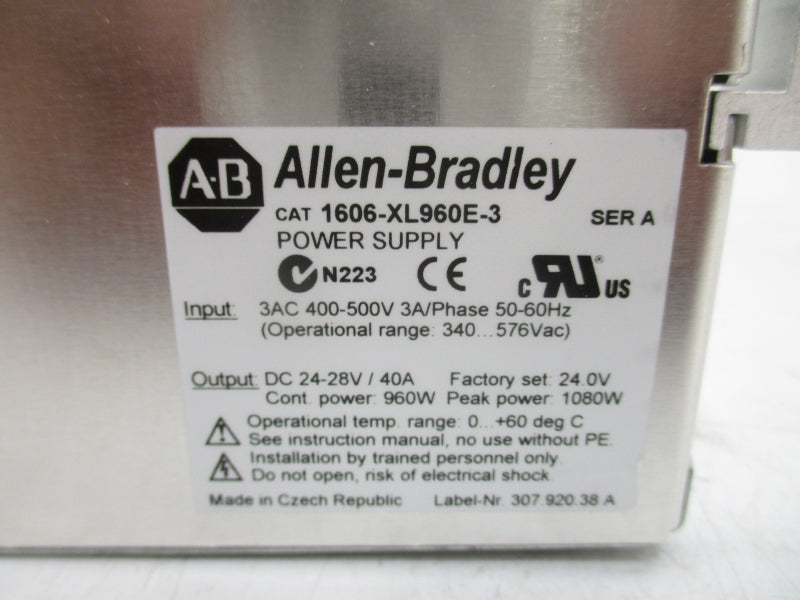 A-B Allen-Bradley
CAT 1606-XL960E-3 SER A
POWER SUPPLY
N223 CE c RU US
Input: 3AC 400-500V 3A/Phase 50-60Hz
(Operational range: 340...576Vac)
Output: DC 24-28V / 40A Factory set: 24.0V
Cont. power: 960W Peak power: 1080W
Operational temp. range: 0...+60 deg C
See instruction manual, no use without PE.
Installation by trained personnel only.
Do not open, risk of electrical shock.
Made in Czech Republic Label-Nr. 307.920.38 A